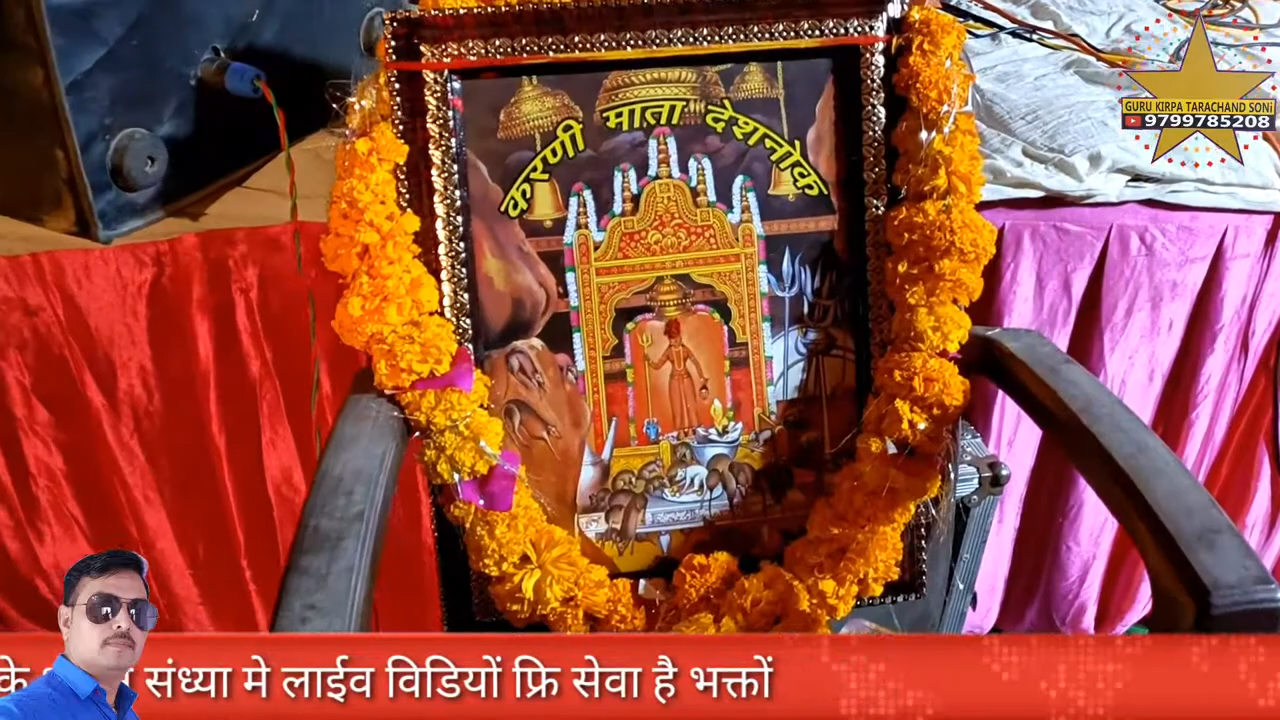 करणी माता देशनोक
GURU KIRPA TARACHAND SONi
9799785208
के
संध्या मे लाईव विडियों फ्रि सेवा है भक्तों